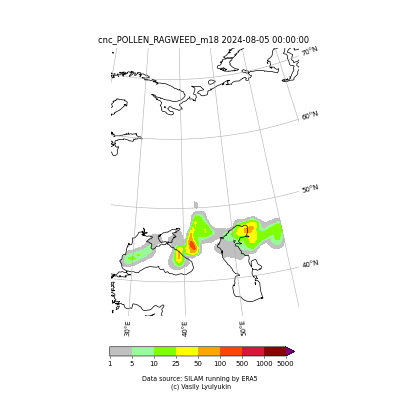 cnc_POLLEN_RAGWEED_m18 2024-08-05 00:00:00
70°N
60°N
50°N
40°N
30°E
40°E
50°E
1 5 10 25 50 100 500 1000 5000
Data source: SILAM running by ERA5
(c) Vasily Lyulyukin